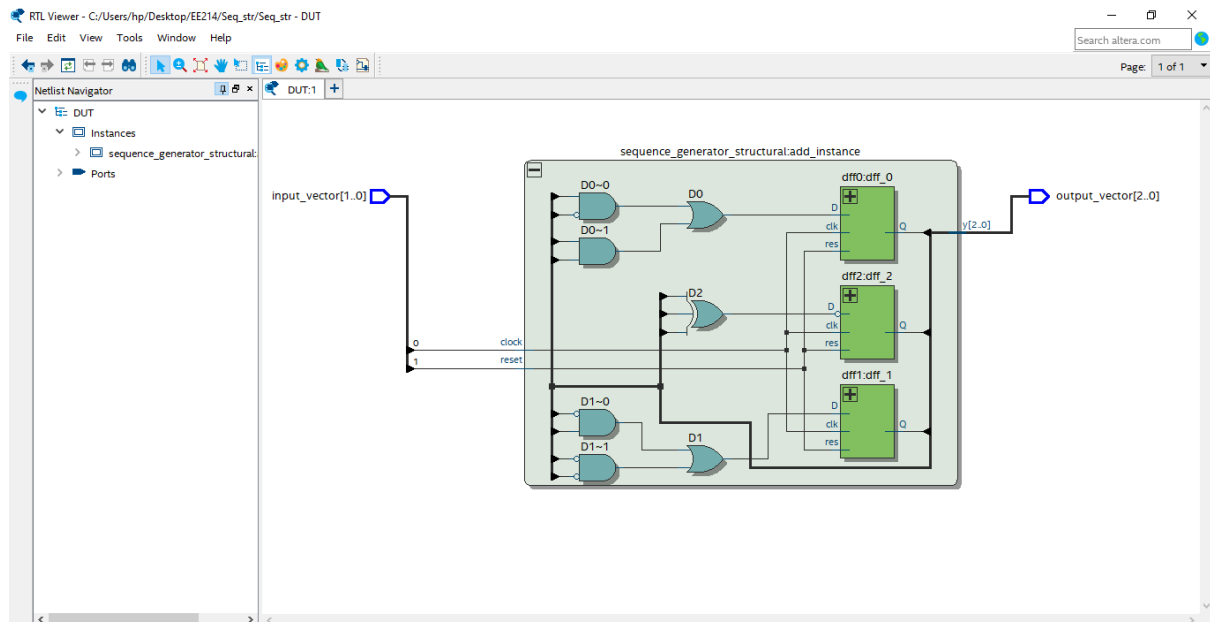 RTL Viewer - C:/Users/hp/Desktop/EE214/Seq_str/Seq_str - DUT
File Edit View Tools Window Help
Search altera.com
Page: 1 of 1
Netlist Navigator
DUT:1
DUT
Instances
sequence_generator_structural:
Ports
sequence_generator_structural:add_instance
input_vector[1..0]
output_vector[2..0]
y[2..0]
D0~0
D0
D0~1
dff0:dff_0
D
clk
res
Q
D2
dff2:dff_2
D
clk
res
Q
0
clock
1
reset
D1~0
D1
D1~1
dff1:dff_1
D
clk
res
Q